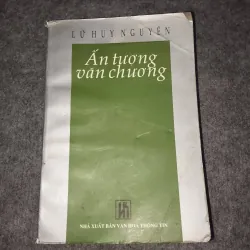 LỮ HUY NGUYÊN
Ấn tượng
văn chương
NHÀ XUẤT BẢN VĂN HÓA THÔNG TIN